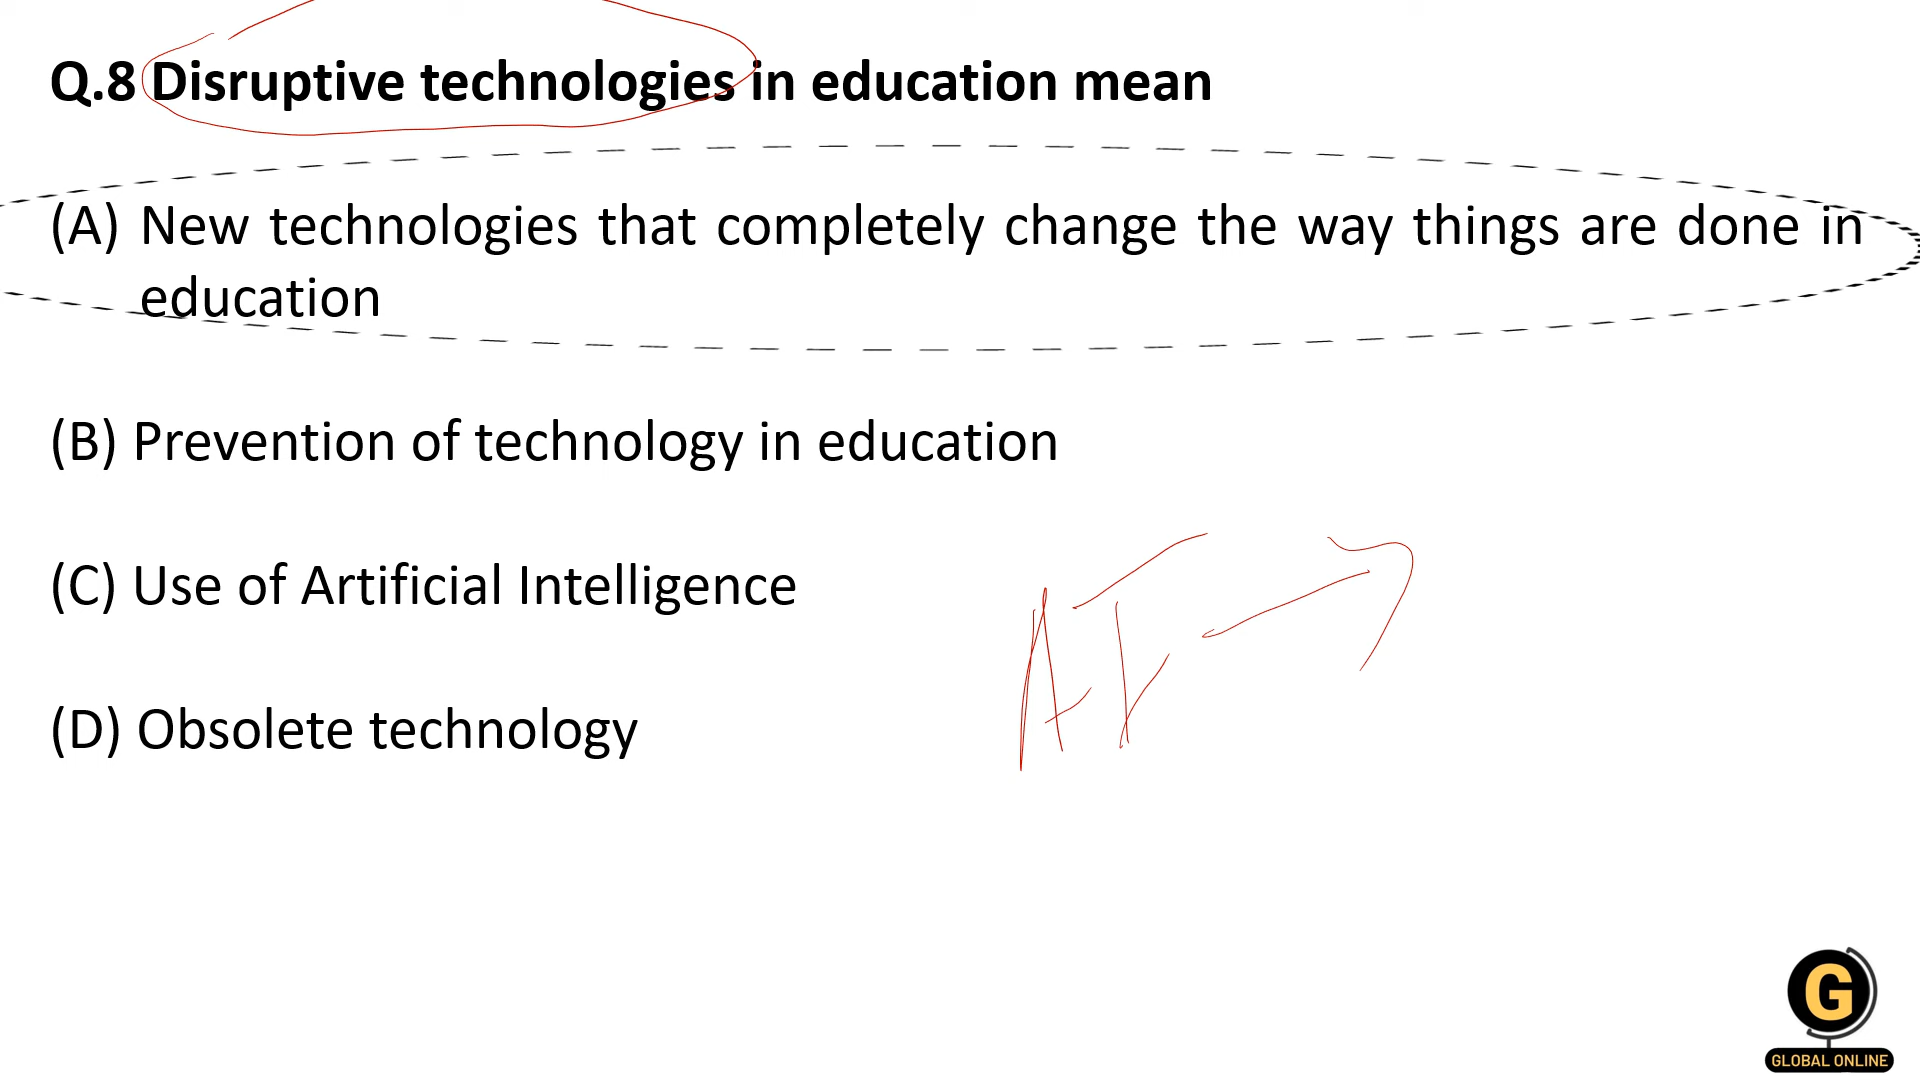 Q.8 Disruptive technologies in education mean
(A) New technologies that completely change the way things are done in
education
(B) Prevention of technology in education
(C) Use of Artificial Intelligence
AI
(D) Obsolete technology
G
GLOBAL ONLINE